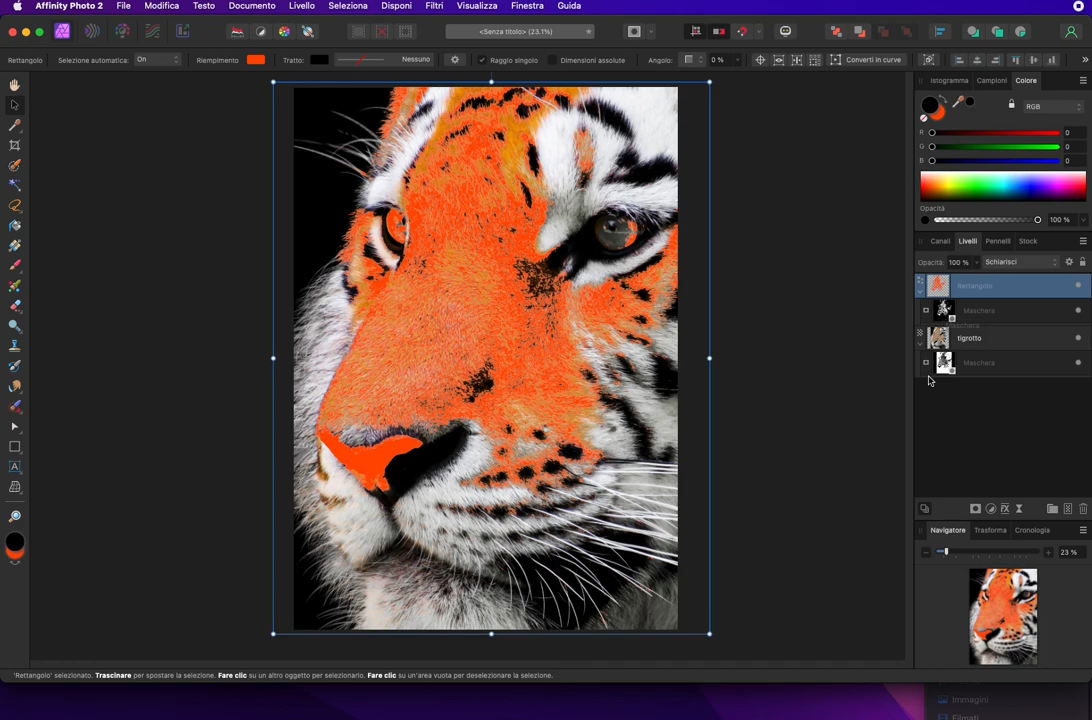 Affinity Photo 2 File Modifica Testo Documento Livello Seleziona Disponi Filtri Visualizza Finestra Guida
<Senza titolo> (23.1%)
Rettangolo Selezione automatica: On Riempimento Tratto: Nessuno Raggio singolo Dimensioni assolute Angolo: 0 % Converti in curve
Istogramma Campioni Colore
RGB
R 0
G 0
B 0
Opacità
100 %
Canali Livelli Pennelli Stock
Opacità: 100 % Schiarisci
Rettangolo
Maschera
tigrotto
Maschera
Navigatore Trasforma Cronologia
23 %
'Rettangolo' selezionato. Trascinare per spostare la selezione. Fare clic su un altro oggetto per selezionarlo. Fare clic su un'area vuota per deselezionare la selezione.
Immagini
Filmati